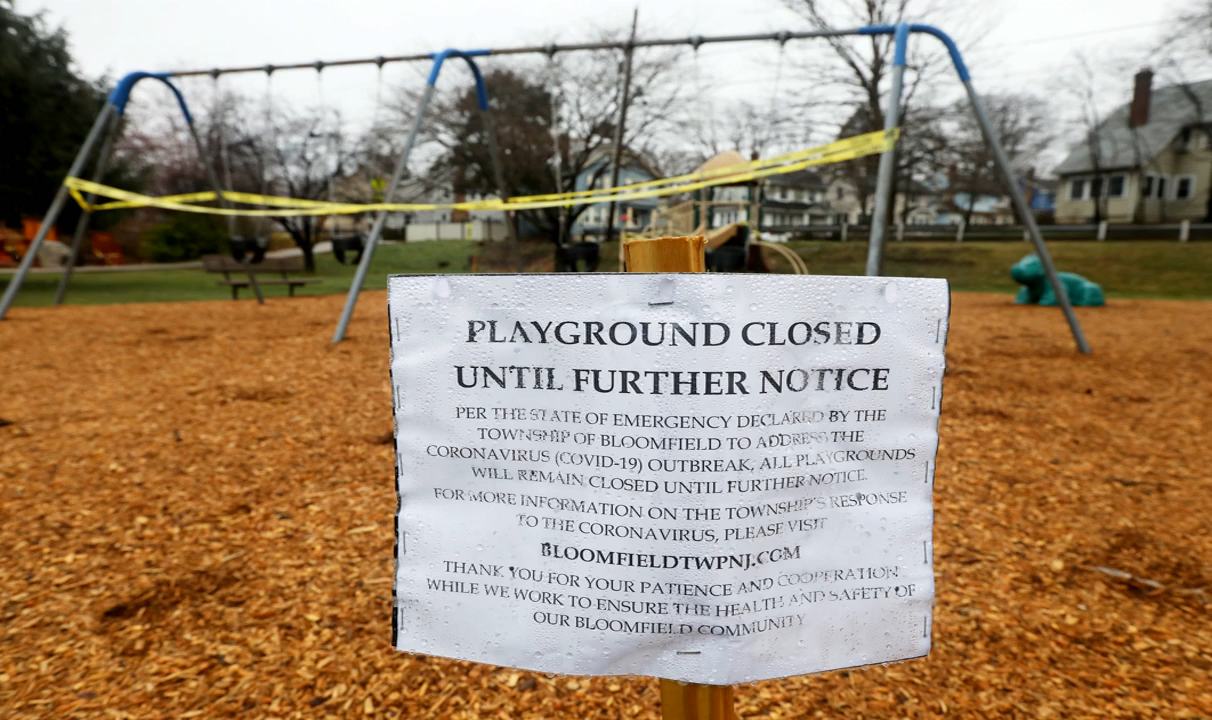 PLAYGROUND CLOSED
UNTIL FURTHER NOTICE
PER THE STATE OF EMERGENCY DECLARED BY THE
TOWNSHIP OF BLOOMFIELD TO ADDRESS THE
CORONAVIRUS (COVID-19) OUTBREAK, ALL PLAYGROUNDS
WILL REMAIN CLOSED UNTIL FURTHER NOTICE.
FOR MORE INFORMATION ON THE TOWNSHIP'S RESPONSE
TO THE CORONAVIRUS, PLEASE VISIT
BLOOMFIELDTWPNJ.COM
THANK YOU FOR YOUR PATIENCE AND COOPERATION
WHILE WE WORK TO ENSURE THE HEALTH AND SAFETY OF
OUR BLOOMFIELD COMMUNITY